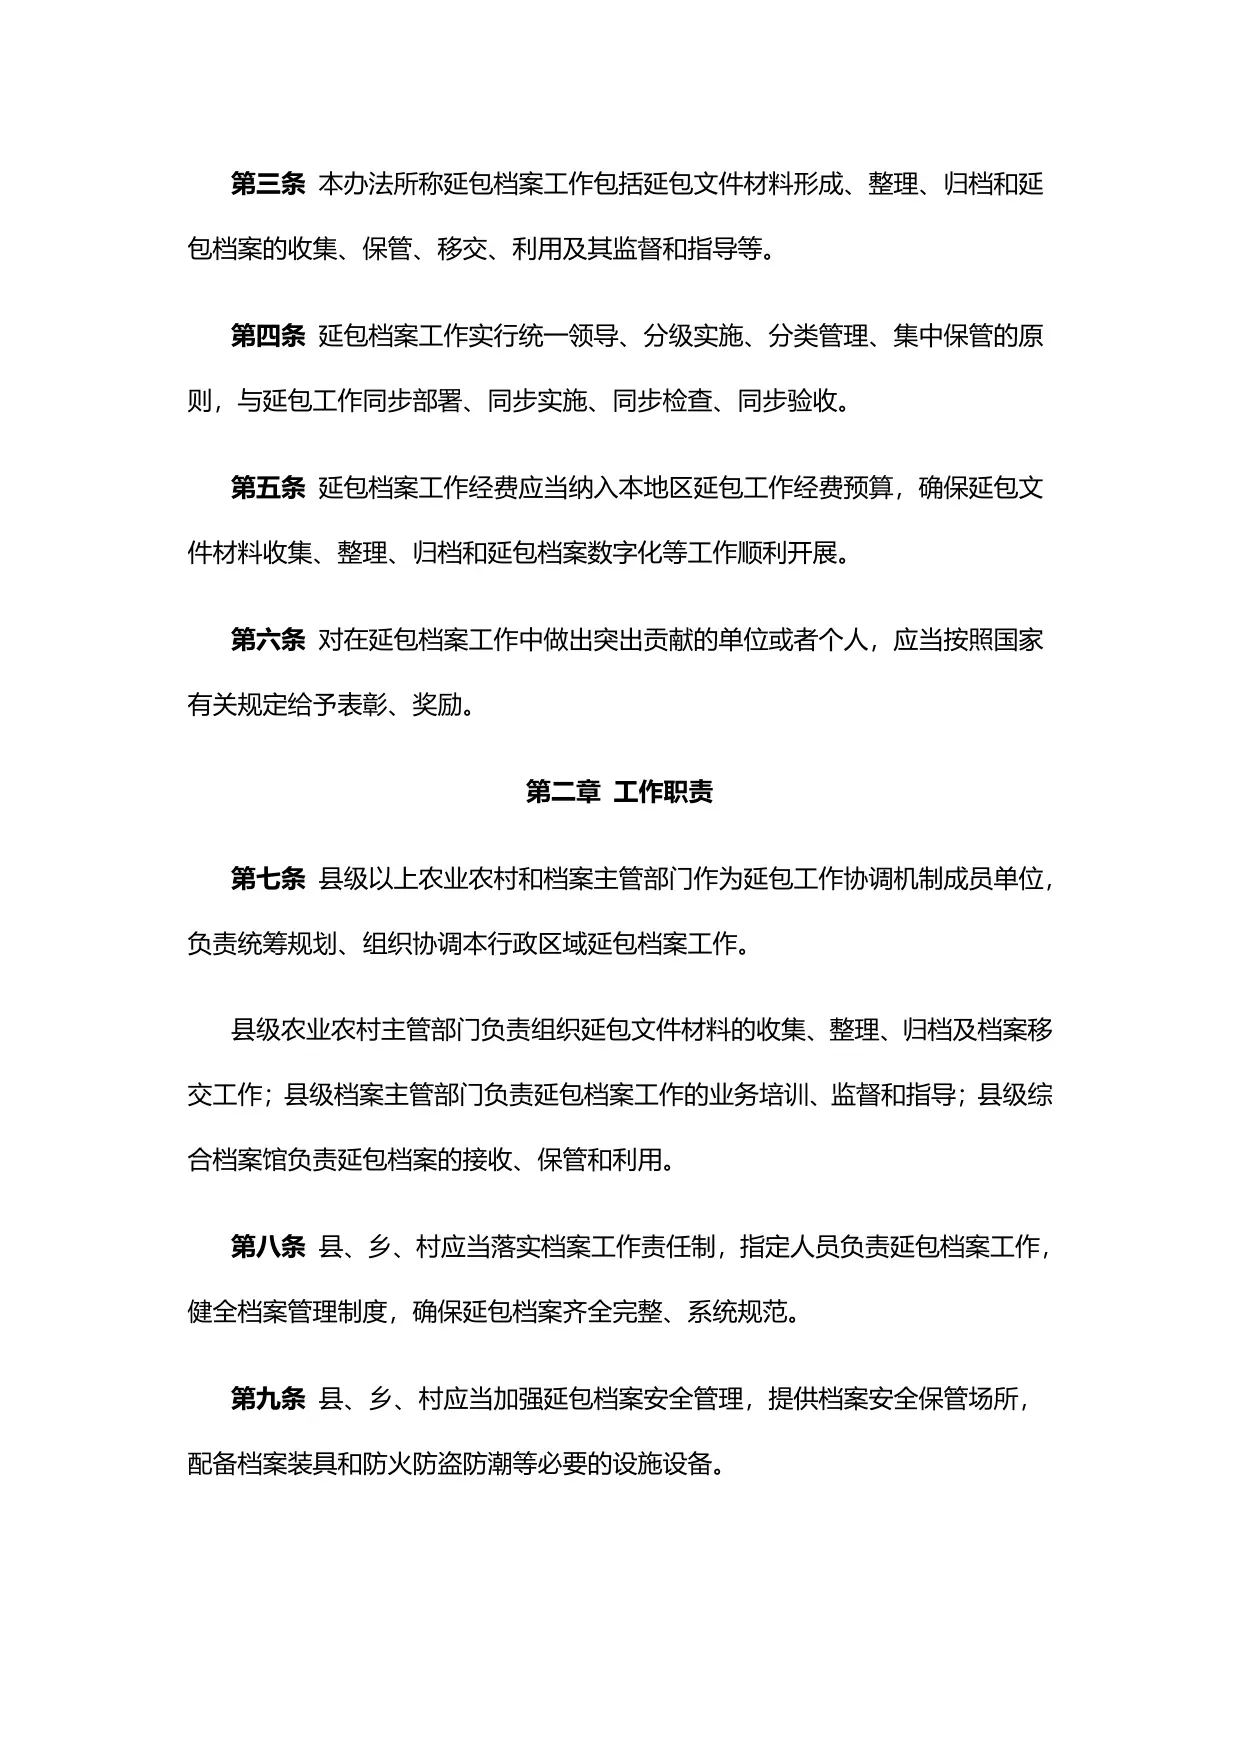 第三条 本办法所称延包档案工作包括延包文件材料形成、整理、归档和延
包档案的收集、保管、移交、利用及其监督和指导等。
第四条 延包档案工作实行统一领导、分级实施、分类管理、集中保管的原
则，与延包工作同步部署、同步实施、同步检查、同步验收。
第五条 延包档案工作经费应当纳入本地区延包工作经费预算，确保延包文
件材料收集、整理、归档和延包档案数字化等工作顺利开展。
第六条 对在延包档案工作中做出突出贡献的单位或者个人，应当按照国家
有关规定给予表彰、奖励。
第二章 工作职责
第七条 县级以上农业农村和档案主管部门作为延包工作协调机制成员单位，
负责统筹规划、组织协调本行政区域延包档案工作。
县级农业农村主管部门负责组织延包文件材料的收集、整理、归档及档案移
交工作；县级档案主管部门负责延包档案工作的业务培训、监督和指导；县级综
合档案馆负责延包档案的接收、保管和利用。
第八条 县、乡、村应当落实档案工作责任制，指定人员负责延包档案工作，
健全档案管理制度，确保延包档案齐全完整、系统规范。
第九条 县、乡、村应当加强延包档案安全管理，提供档案安全保管场所，
配备档案装具和防火防盗防潮等必要的设施设备。